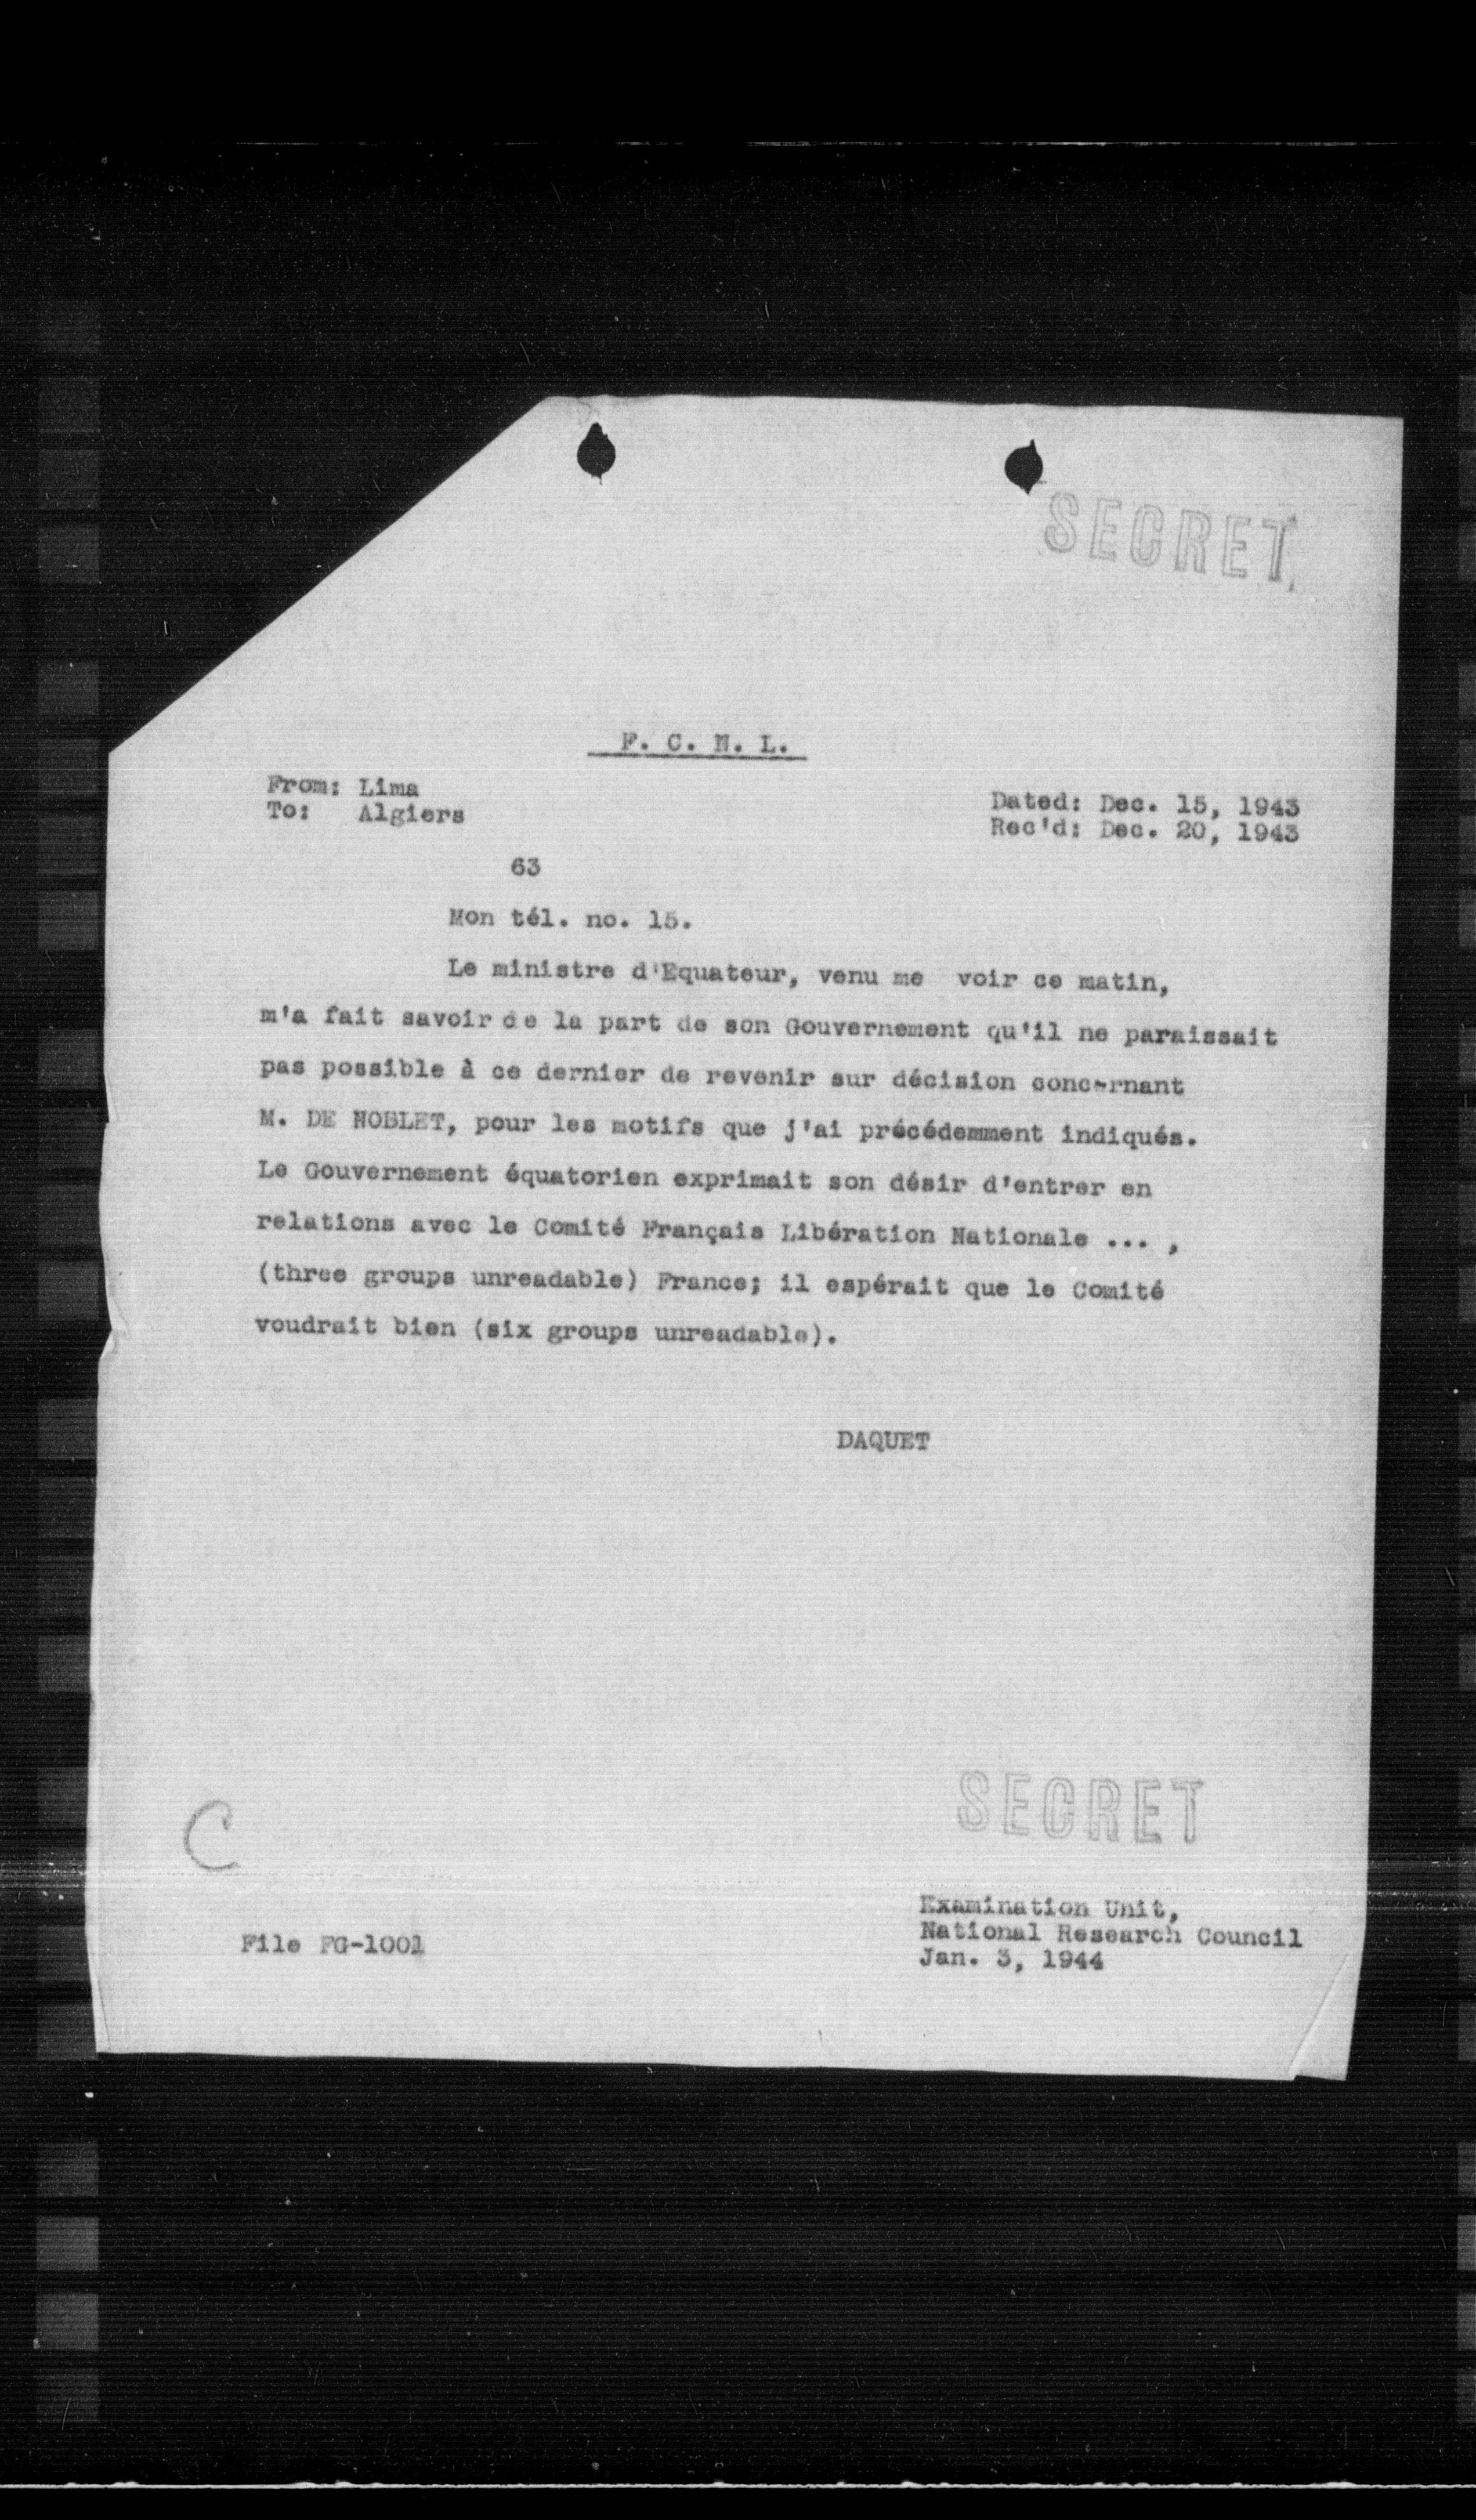 SECRET
F. C. N. L.
From: Lima
To: Algiers
Dated: Dec. 15, 1943
Rec'd: Dec. 20, 1943
63
Mon tél. no. 15.
Le ministre d'Equateur, venu me voir ce matin,
m'a fait savoir de la part de son Gouvernement qu'il ne paraissait
pas possible à ce dernier de revenir sur décision concernant
M. DE NOBLET, pour les motifs que j'ai précédemment indiqués.
Le Gouvernement équatorien exprimait son désir d'entrer en
relations avec le Comité Français Libération Nationale ... ,
(three groups unreadable) France; il espérait que le Comité
voudrait bien (six groups unreadable).
DAQUET
SECRET
C
Examination Unit,
National Research Council
Jan. 3, 1944
File FG-1001